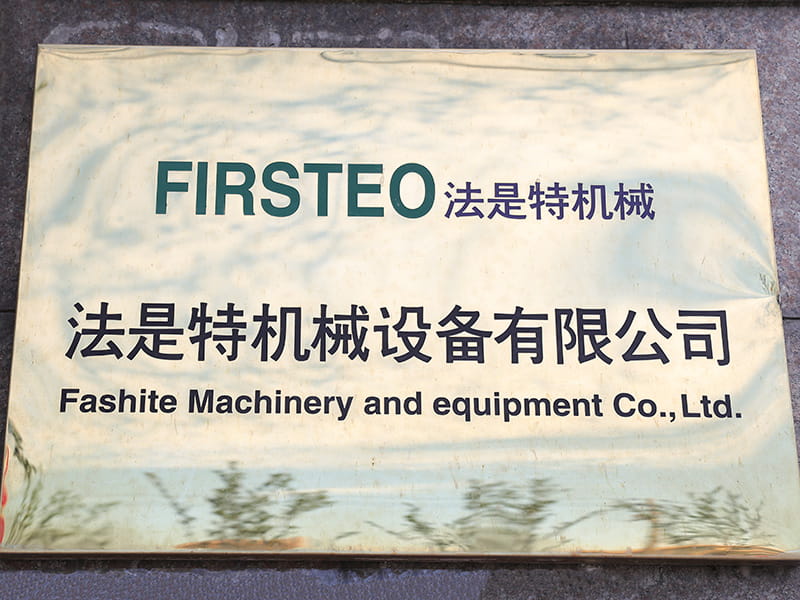 FIRSTEO 法是特机械
法是特机械设备有限公司
Fashite Machinery and equipment Co., Ltd.